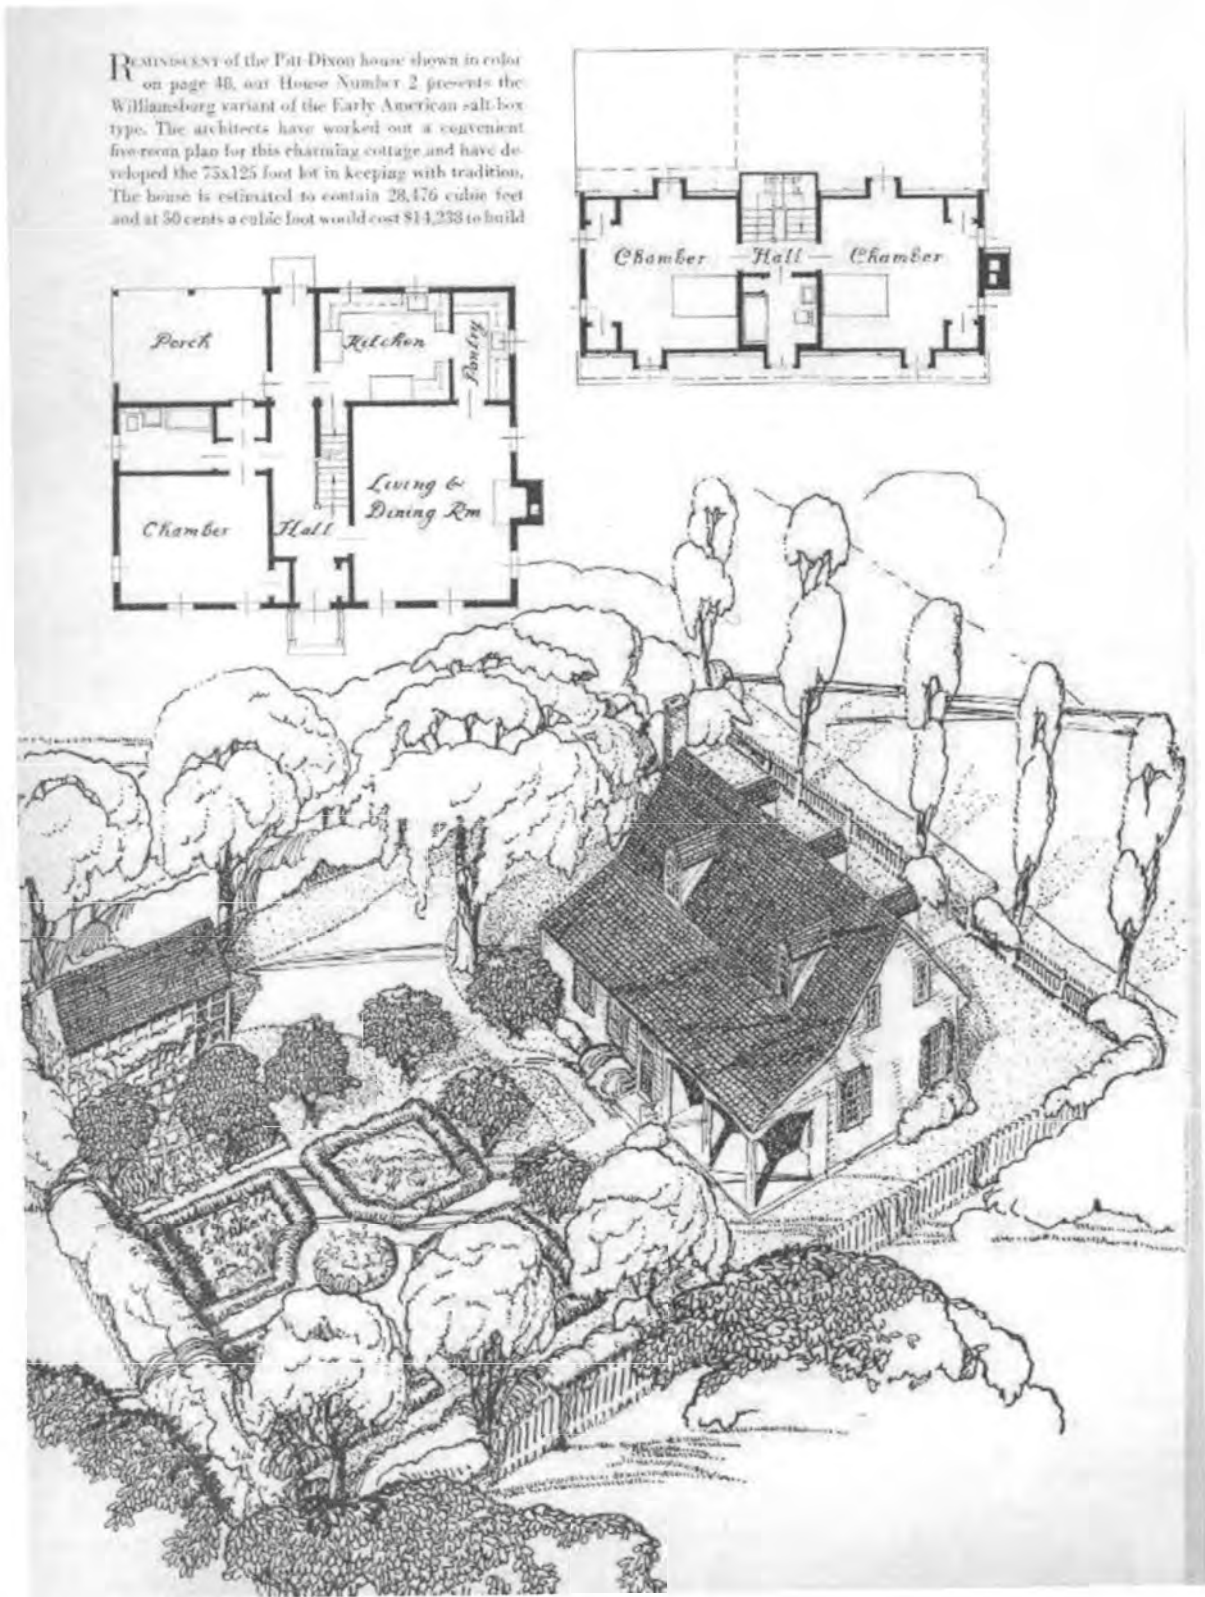 REMINISCENT of the Pitt-Dixon house shown in color
on page 48, our House Number 2 presents the
Williamsburg variant of the Early American salt-box
type. The architects have worked out a convenient
five-room plan for this charming cottage and have de-
veloped the 75x125 foot lot in keeping with tradition.
The house is estimated to contain 28,476 cubic feet
and at 50 cents a cubic foot would cost $14,238 to build
Chamber
Hall
Chamber
Porch
Kitchen
Pantry
Living &
Dining Rm
Chamber
Hall